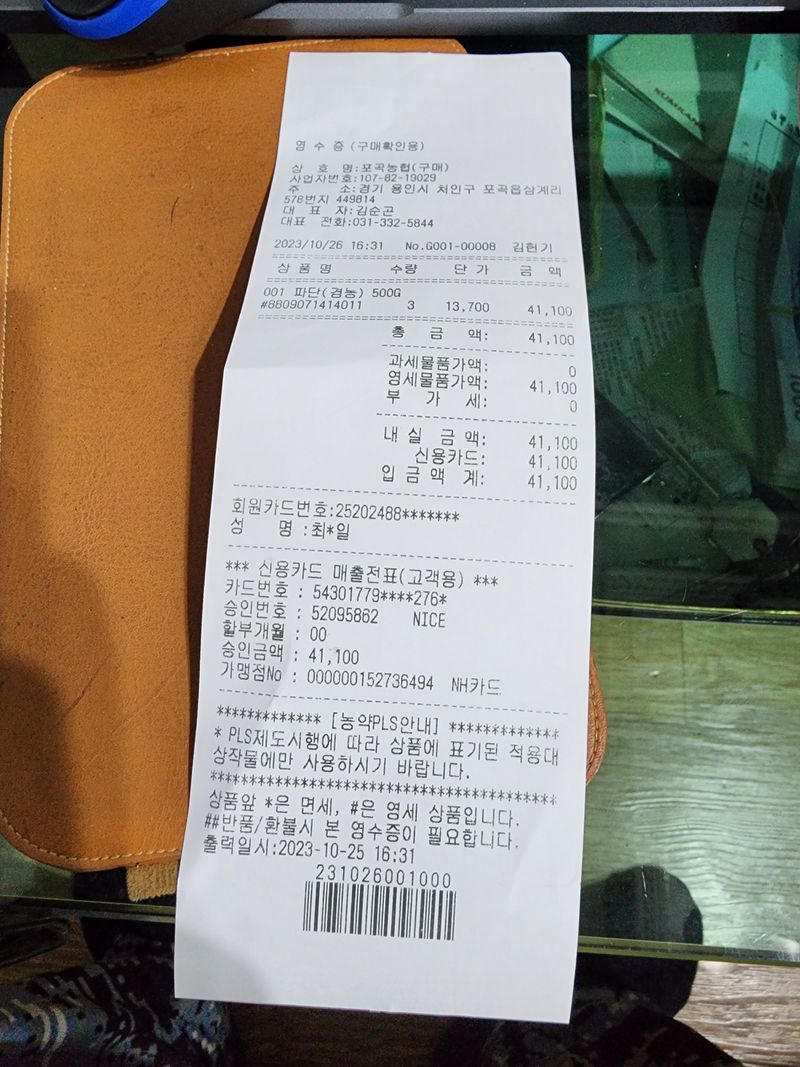 영 수 증 (구매확인용)
상 호 명:포곡농협(구매)
사업자번호:107-82-19029
주 소:경기 용인시 처인구 포곡읍삼계리
578번지 449814
대 표 자:김순곤
대표 전화:031-332-5844
2023/10/26 16:31 No.G001-00008 김현기
상 품 명 수량 단 가 금 액
001 파단(경농) 500G
#8809071414011 3 13,700 41,100
총 금 액: 41,100
과세물품가액: 0
영세물품가액: 41,100
부 가 세: 0
내 실 금 액: 41,100
신용카드: 41,100
입 금 액 계: 41,100
회원카드번호:25202488*******
성 명 :최*일
*** 신용카드 매출전표(고객용) ***
카드번호 : 54301779****276*
승인번호 : 52095862 NICE
할부개월 : 00
승인금액 : 41,100
가맹점No : 000000152736494 NH카드
************* [농약PLS안내] *************
* PLS제도시행에 따라 상품에 표기된 적용대
상작물에만 사용하시기 바랍니다.
******************************************
상품앞 *은 면세, #은 영세 상품입니다.
##반품/환불시 본 영수증이 필요합니다.
출력일시:2023-10-25 16:31
231026001000